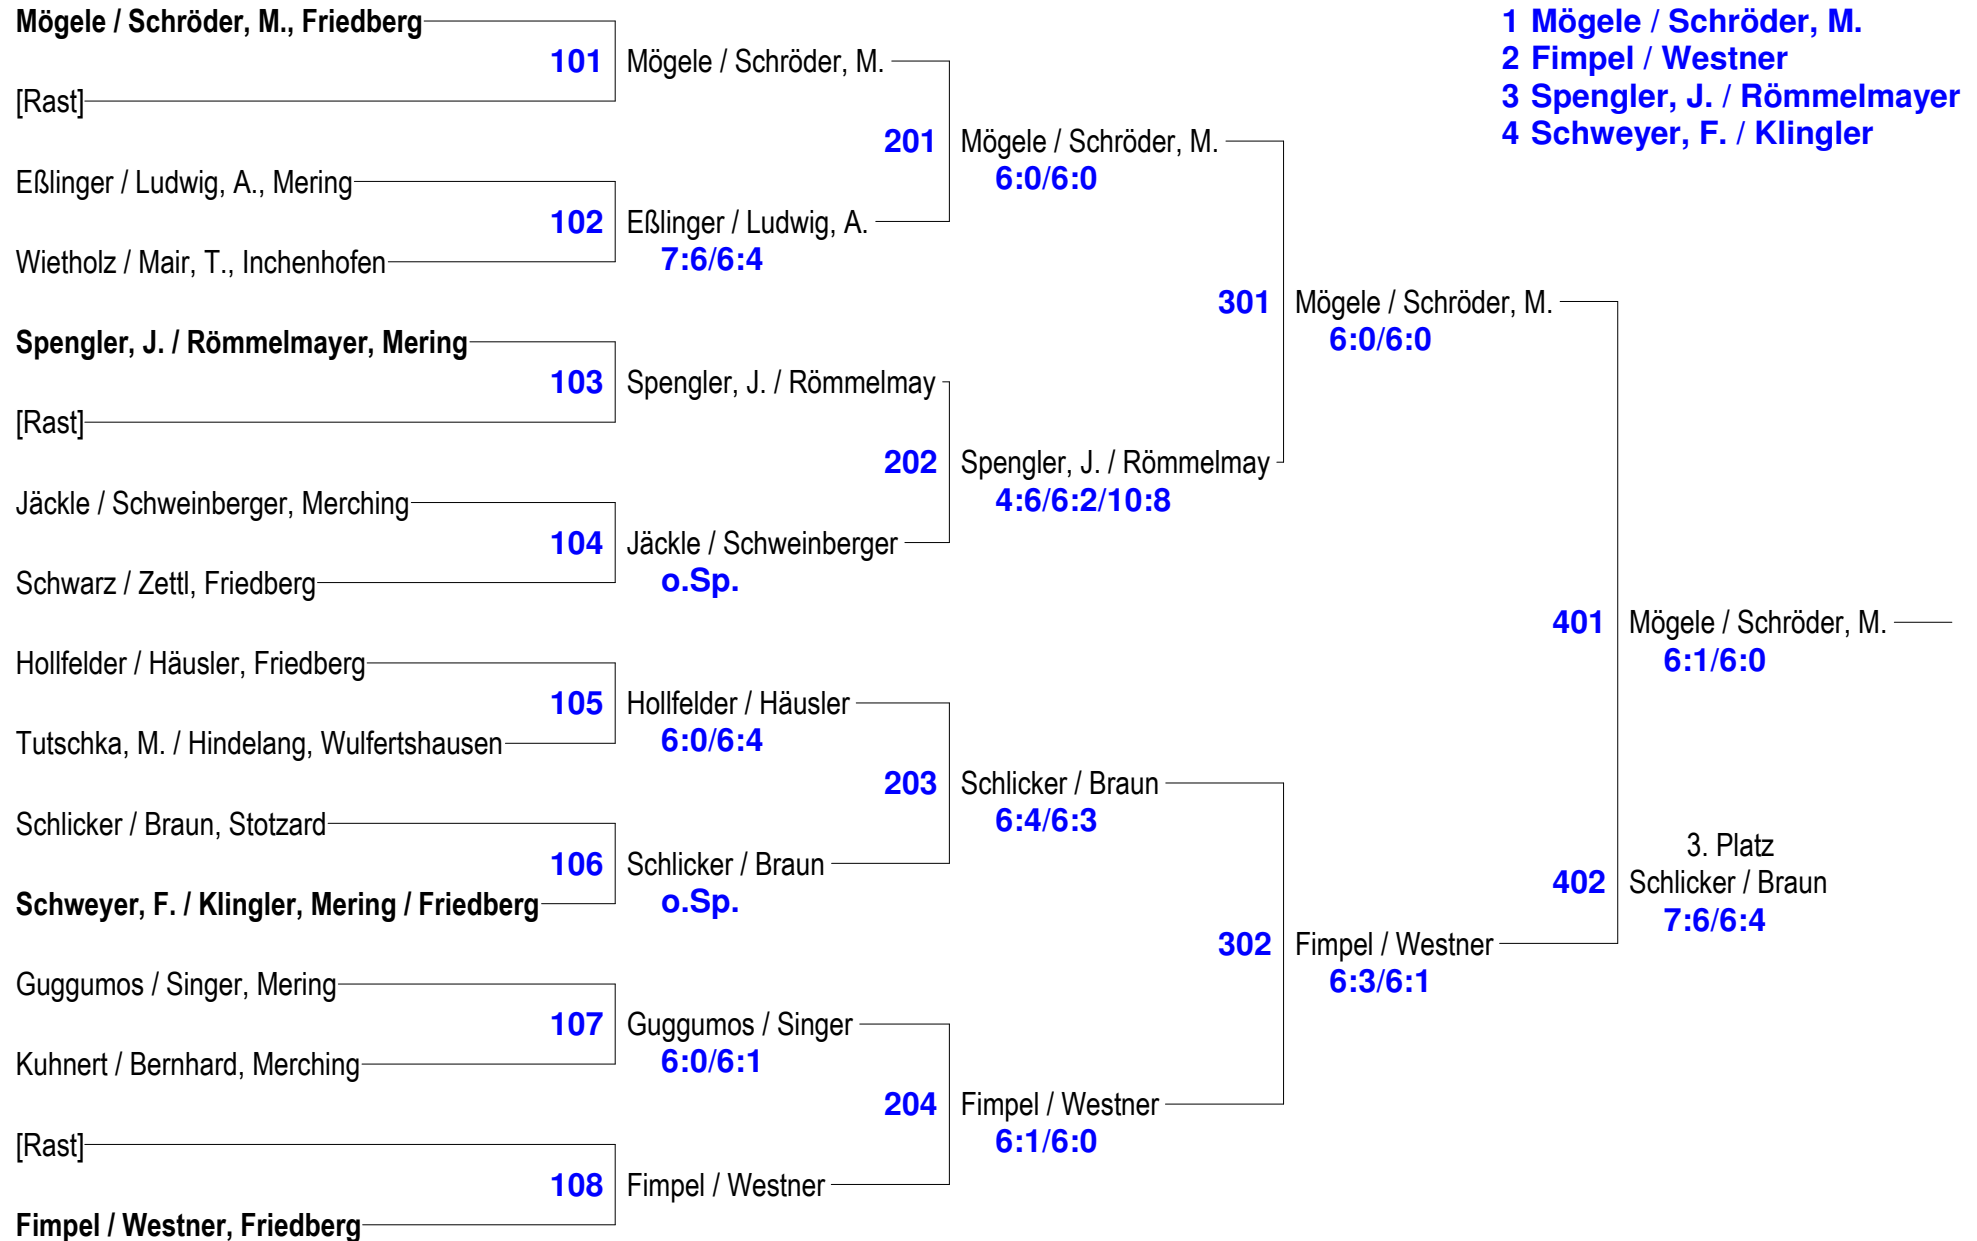 Mögele / Schröder, M., Friedberg
101 Mögele / Schröder, M.
[Rast]
201 Mögele / Schröder, M.
6:0/6:0
Eßlinger / Ludwig, A., Mering
102 Eßlinger / Ludwig, A.
7:6/6:4
Wietholz / Mair, T., Inchenhofen
301 Mögele / Schröder, M.
6:0/6:0
Spengler, J. / Römmelmayer, Mering
103 Spengler, J. / Römmelmay
[Rast]
202 Spengler, J. / Römmelmay
4:6/6:2/10:8
Jäckle / Schweinberger, Merching
104 Jäckle / Schweinberger
o.Sp.
Schwarz / Zettl, Friedberg
401 Mögele / Schröder, M.
6:1/6:0
Hollfelder / Häusler, Friedberg
105 Hollfelder / Häusler
6:0/6:4
Tutschka, M. / Hindelang, Wulfertshausen
203 Schlicker / Braun
6:4/6:3
Schlicker / Braun, Stotzard
106 Schlicker / Braun
o.Sp.
Schweyer, F. / Klingler, Mering / Friedberg
3. Platz
402 Schlicker / Braun
7:6/6:4
302 Fimpel / Westner
6:3/6:1
Guggumos / Singer, Mering
107 Guggumos / Singer
6:0/6:1
Kuhnert / Bernhard, Merching
204 Fimpel / Westner
6:1/6:0
[Rast]
108 Fimpel / Westner
Fimpel / Westner, Friedberg
1 Mögele / Schröder, M.
2 Fimpel / Westner
3 Spengler, J. / Römmelmayer
4 Schweyer, F. / Klingler